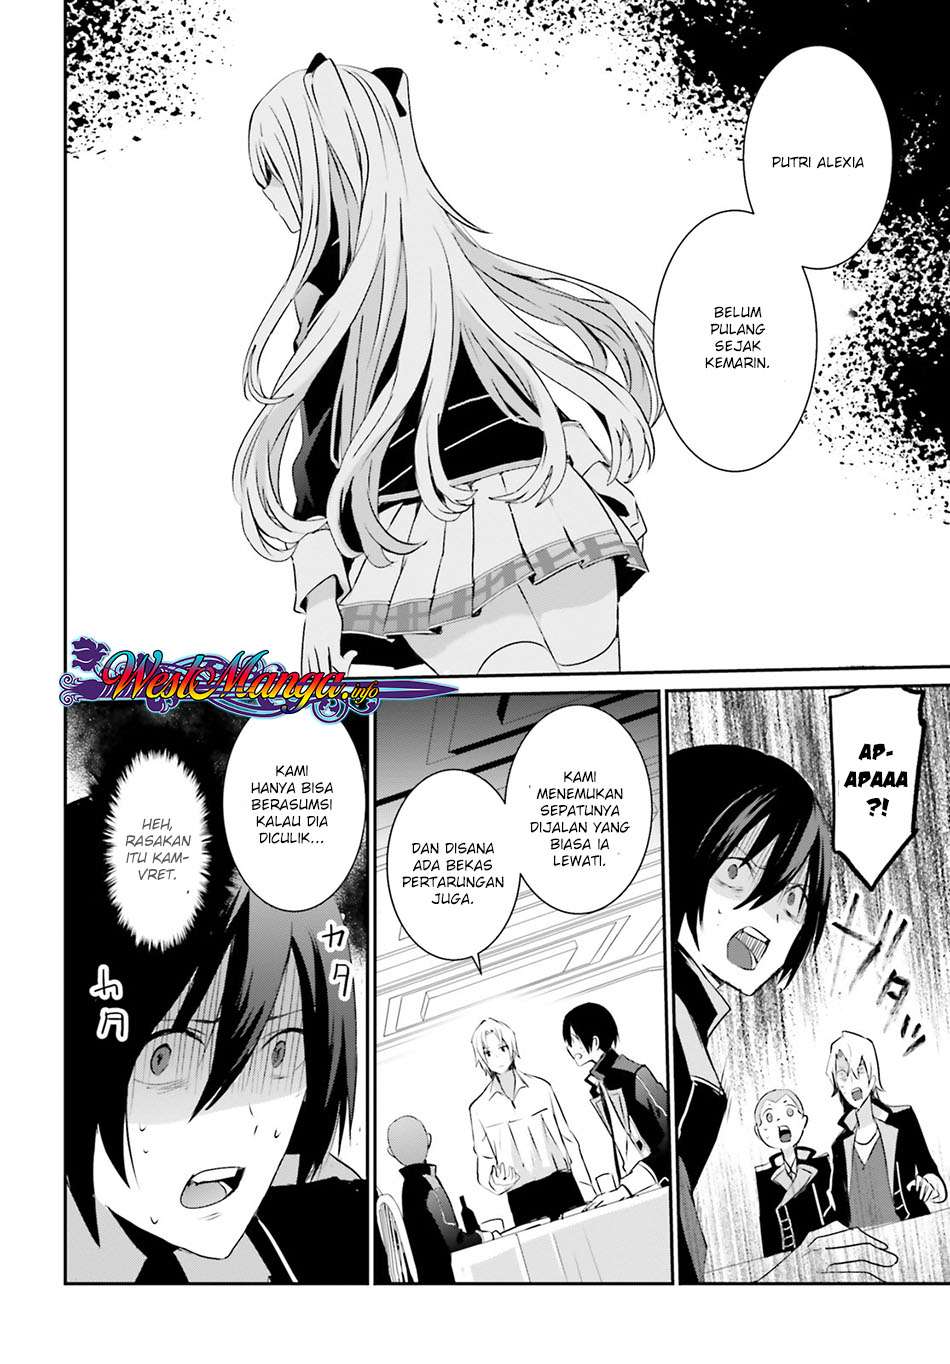 PUTRI ALEXIA
BELUM
PULANG
SEJAK
KEMARIN.
AP-
APAAA
?!
KAMI
MENEMUKAN
SEPATUNYA
DIJALAN YANG
BIASA IA
LEWATI.
DAN DISANA
ADA BEKAS
PERTARUNGAN
JUGA.
KAMI
HANYA BISA
BERASUMSI
KALAU DIA
DICULIK...
HEH,
RASAKAN
ITU KAM-
VRET.
カタ
カタ
WestManga.info